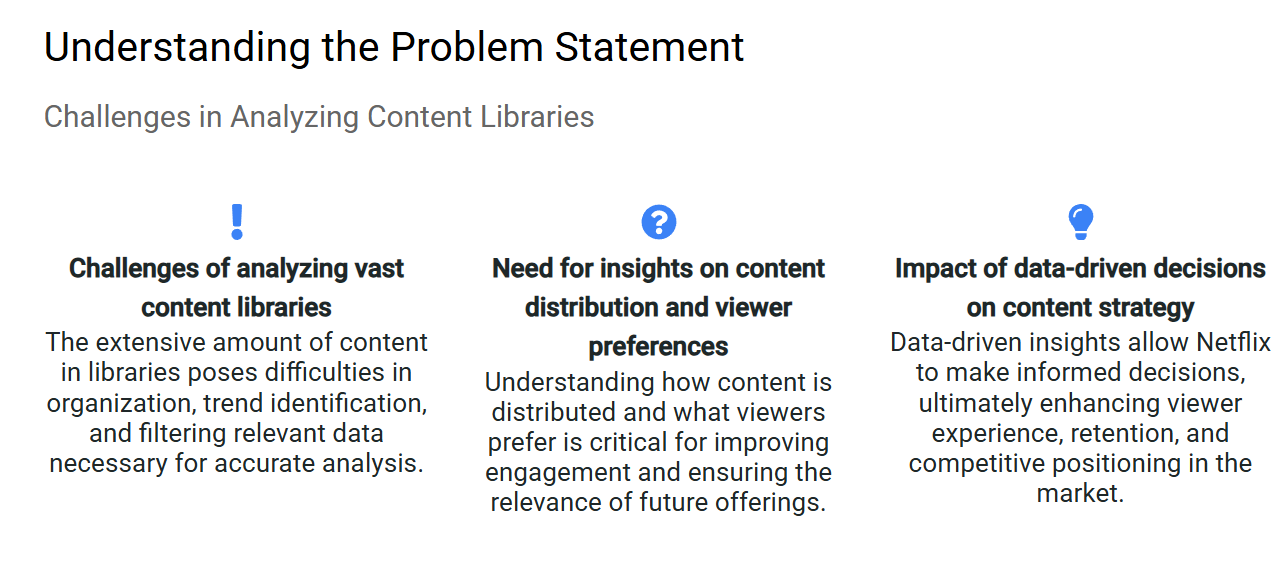 Understanding the Problem Statement
Challenges in Analyzing Content Libraries
Challenges of analyzing vast
content libraries
The extensive amount of content
in libraries poses difficulties in
organization, trend identification,
and filtering relevant data
necessary for accurate analysis.
Need for insights on content
distribution and viewer
preferences
Understanding how content is
distributed and what viewers
prefer is critical for improving
engagement and ensuring the
relevance of future offerings.
Impact of data-driven decisions
on content strategy
Data-driven insights allow Netflix
to make informed decisions,
ultimately enhancing viewer
experience, retention, and
competitive positioning in the
market.